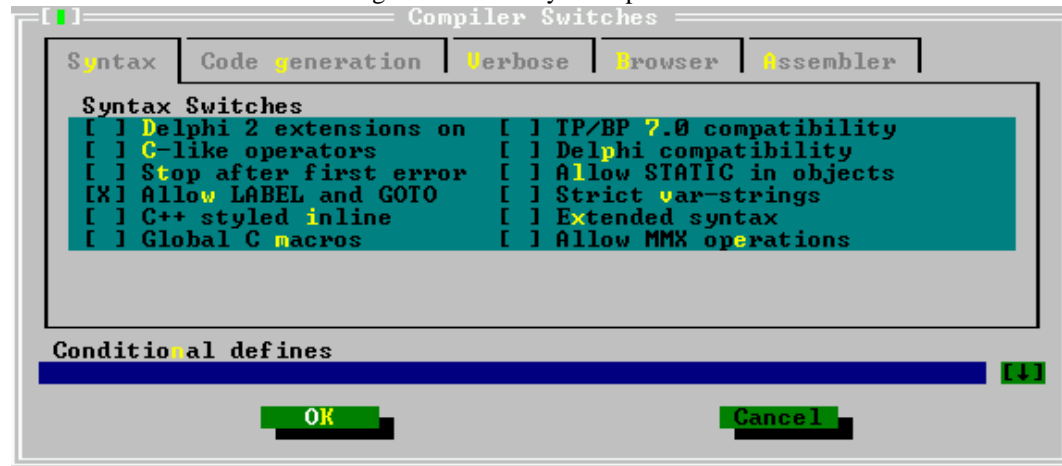 Compiler Switches
Syntax Code generation Verbose Browser Assembler
Syntax Switches
[ ] Delphi 2 extensions on [ ] TP/BP 7.0 compatibility
[ ] C-like operators [ ] Delphi compatibility
[ ] Stop after first error [ ] Allow STATIC in objects
[X] Allow LABEL and GOTO [ ] Strict var-strings
[ ] C++ styled inline [ ] Extended syntax
[ ] Global C macros [ ] Allow MMX operations
Conditional defines
[↓]
OK Cancel